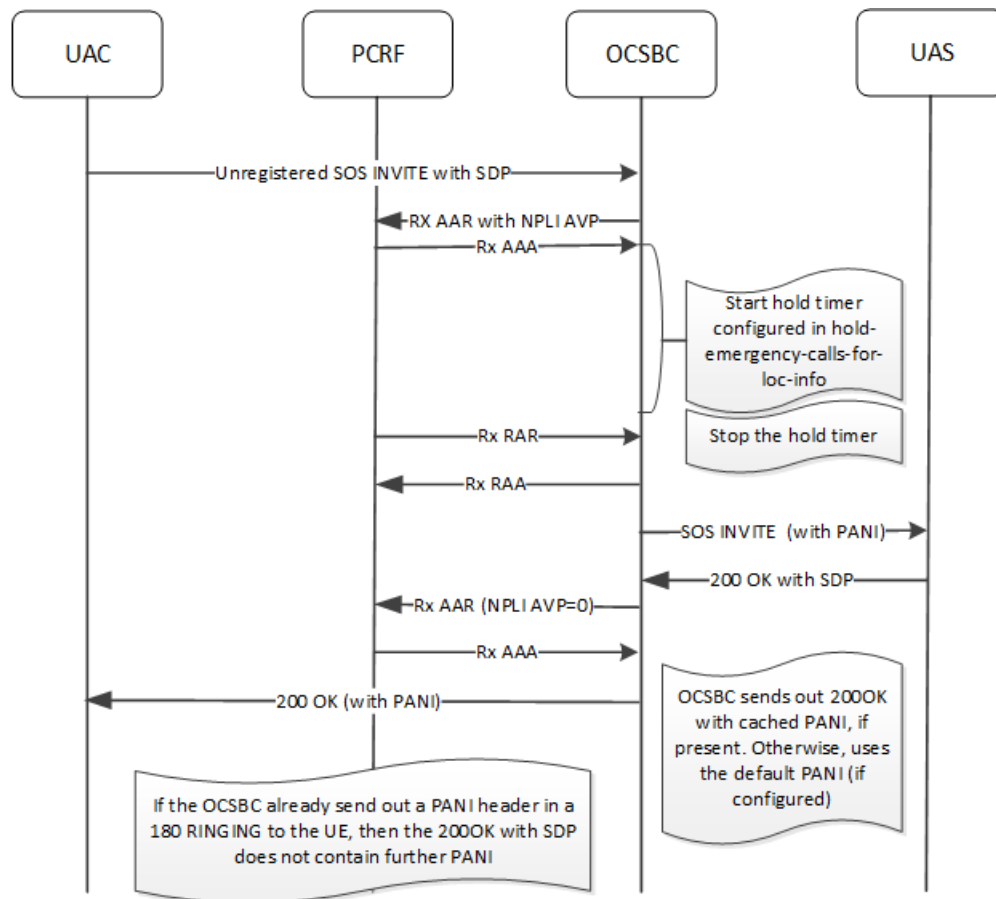 UAC
PCRF
OCSBC
UAS
Unregistered SOS INVITE with SDP
RX AAR with NPLI AVP
Rx AAA
Start hold timer
configured in hold-
emergency-calls-for-
loc-info
Rx RAR
Stop the hold timer
Rx RAA
SOS INVITE (with PANI)
200 OK with SDP
Rx AAR (NPLI AVP=0)
Rx AAA
200 OK (with PANI)
OCSBC sends out 200OK
with cached PANI, if
present. Otherwise, uses
the default PANI (if
configured)
If the OCSBC already send out a PANI header in a
180 RINGING to the UE, then the 200OK with SDP
does not contain further PANI